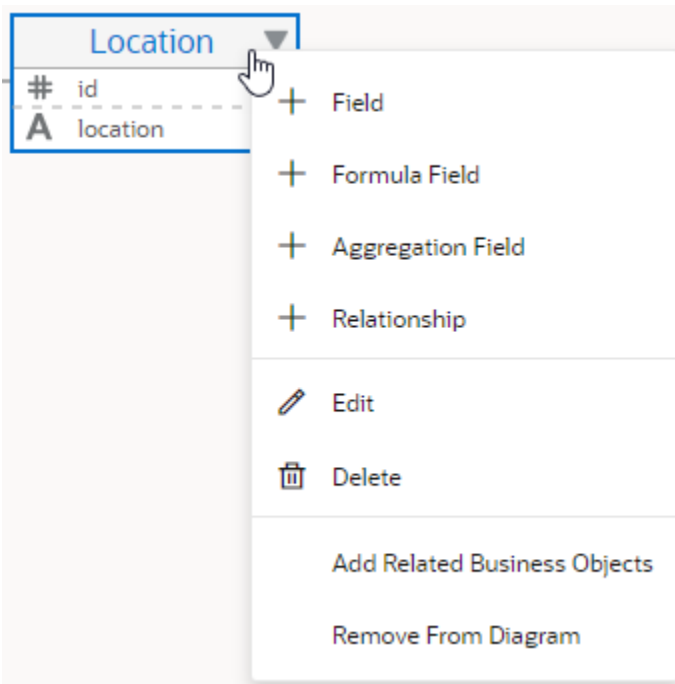 Location
# id
A location
Field
Formula Field
Aggregation Field
Relationship
Edit
Delete
Add Related Business Objects
Remove From Diagram